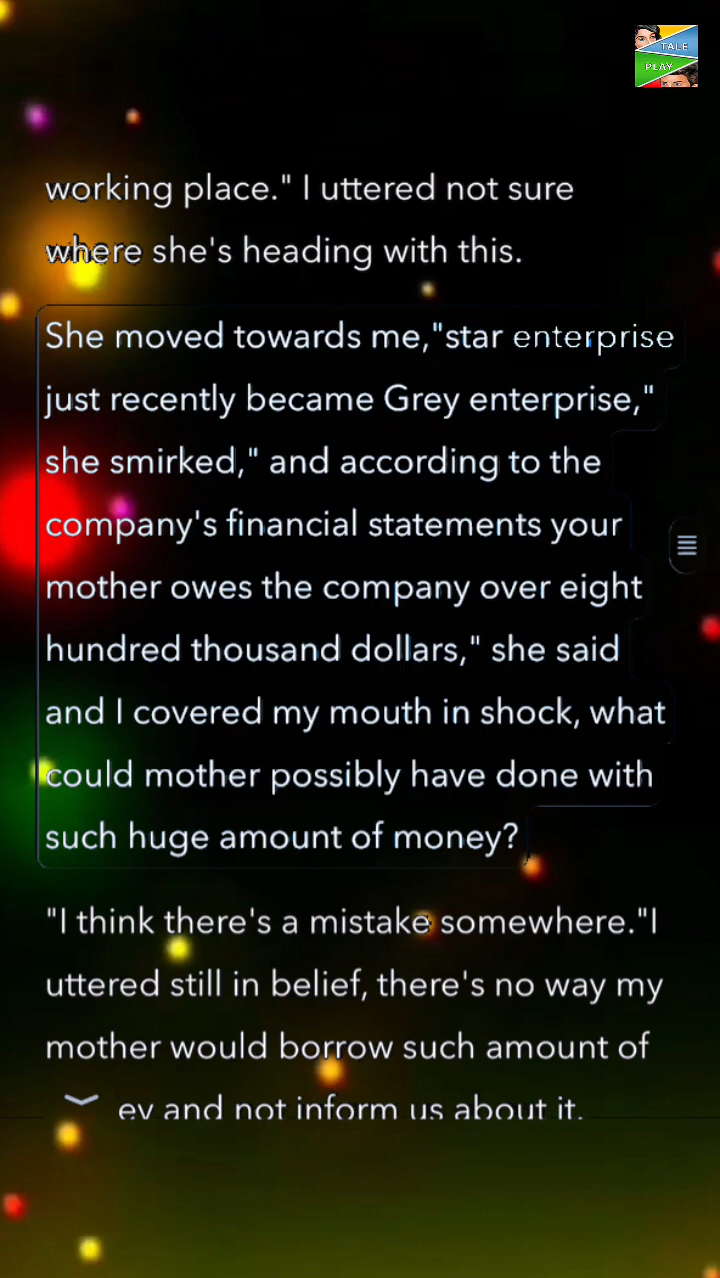 TALE
PLAY
working place." I uttered not sure
where she's heading with this.
She moved towards me,"star enterprise
just recently became Grey enterprise,"
she smirked," and according to the
company's financial statements your
mother owes the company over eight
hundred thousand dollars," she said
and I covered my mouth in shock, what
could mother possibly have done with
such huge amount of money?
"I think there's a mistake somewhere."I
uttered still in belief, there's no way my
mother would borrow such amount of
ey and not inform us about it.